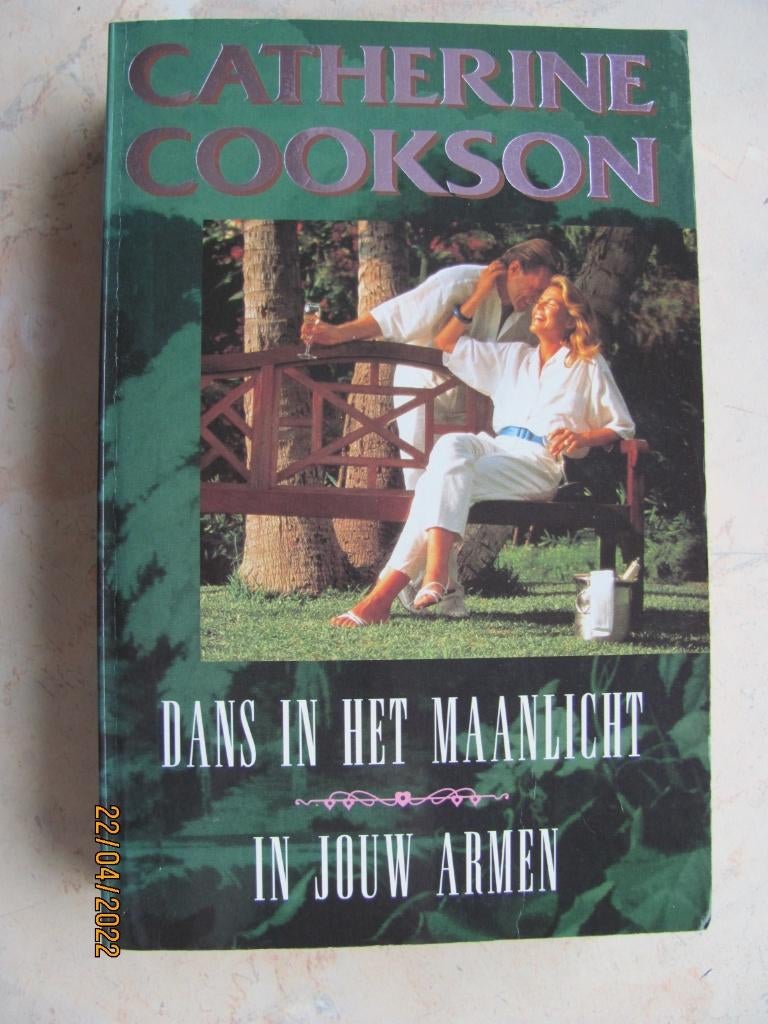 CATHERINE
COOKSON
DANS IN HET MAANLICHT
IN JOUW ARMEN
22/04/2022